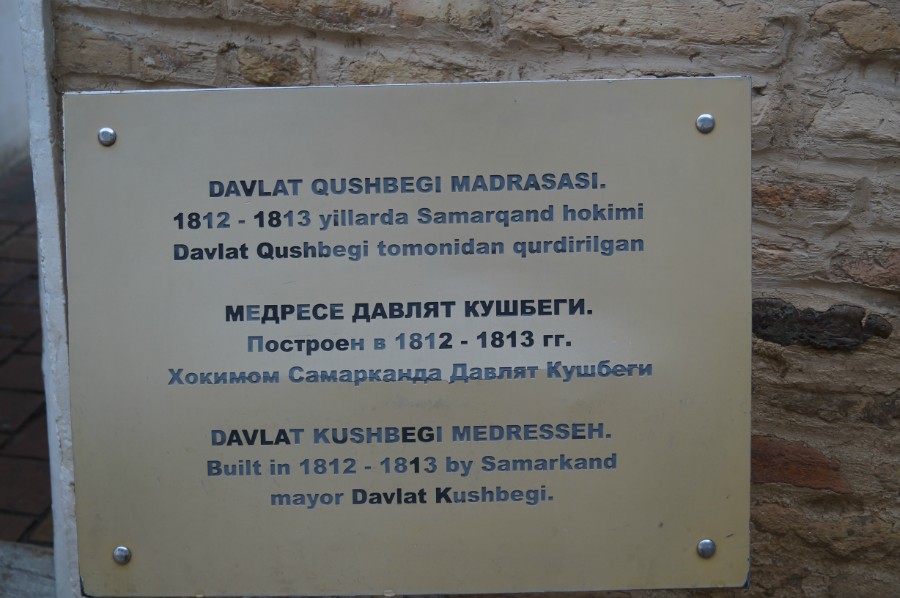 DAVLAT QUSHBEGI MADRASASI.
1812 - 1813 yillarda Samarqand hokimi
Davlat Qushbegi tomonidan qurdirilgan
МЕДРЕСЕ ДАВЛЯТ КУШБЕГИ.
Построен в 1812 - 1813 гг.
Хокимом Самарканда Давлят Кушбеги
DAVLAT KUSHBEGI MEDRESSEH.
Built in 1812 - 1813 by Samarkand
mayor Davlat Kushbegi.